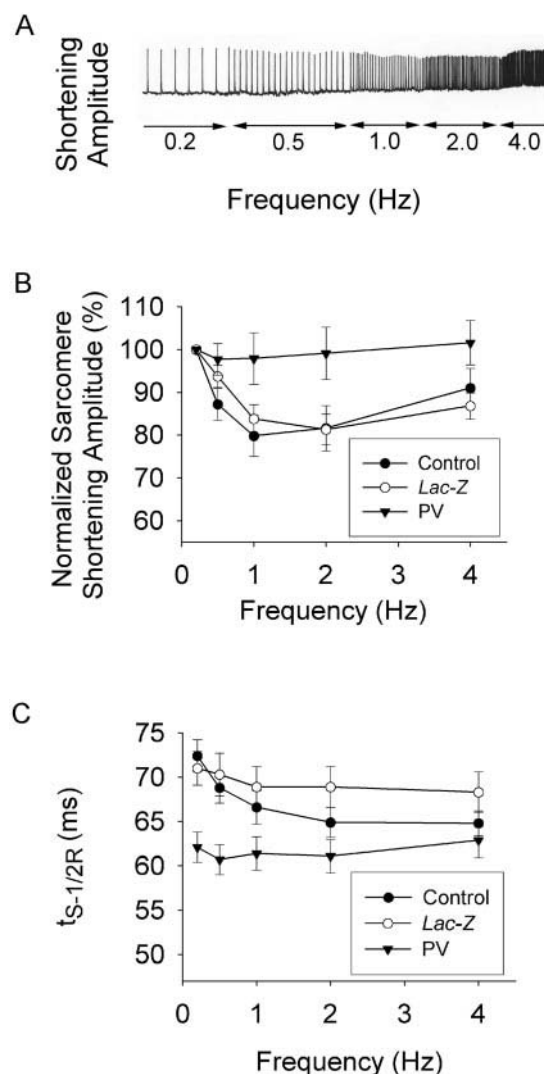 A
Shortening
Amplitude
0.2 0.5 1.0 2.0 4.0
Frequency (Hz)
B
Normalized Sarcomere
Shortening Amplitude (%)
110
100
90
80
70
60
Control
Lac-Z
PV
0 1 2 3 4
Frequency (Hz)
C
t_S-1/2R (ms)
75
70
65
60
55
50
Control
Lac-Z
PV
0 1 2 3 4
Frequency (Hz)